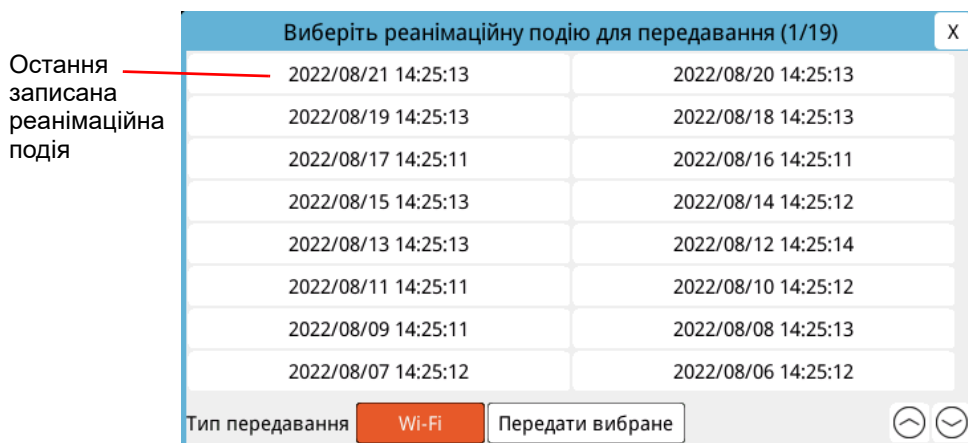 Виберіть реанімаційну подію для передавання (1/19)
X
Остання
записана
реанімаційна
подія
2022/08/21 14:25:13
2022/08/20 14:25:13
2022/08/19 14:25:13
2022/08/18 14:25:13
2022/08/17 14:25:11
2022/08/16 14:25:11
2022/08/15 14:25:13
2022/08/14 14:25:12
2022/08/13 14:25:13
2022/08/12 14:25:14
2022/08/11 14:25:11
2022/08/10 14:25:12
2022/08/09 14:25:11
2022/08/08 14:25:13
2022/08/07 14:25:12
2022/08/06 14:25:12
Тип передавання
Wi-Fi
Передати вибране